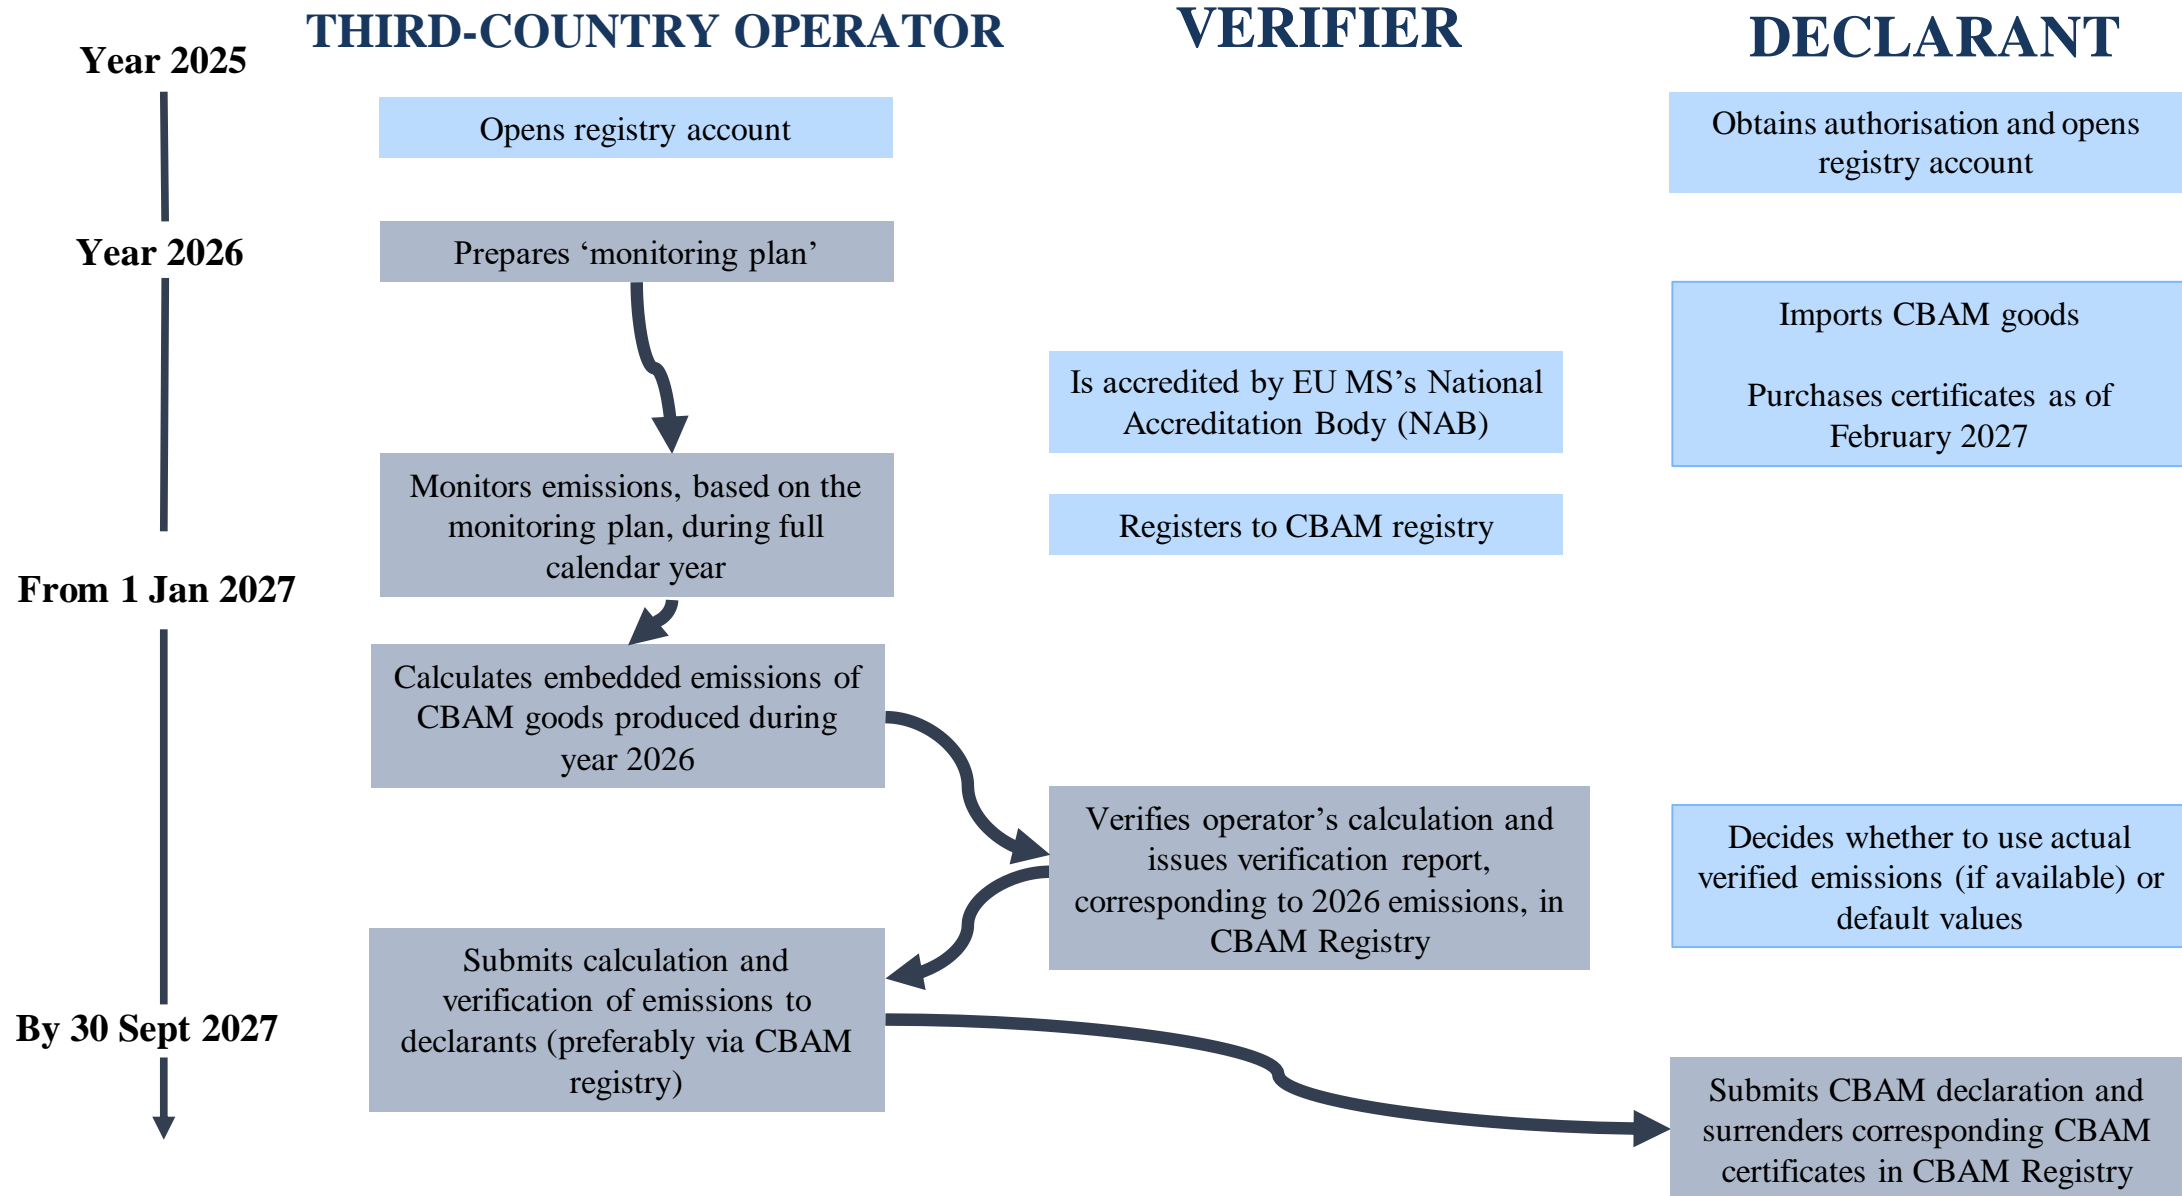 THIRD-COUNTRY OPERATOR
VERIFIER
DECLARANT
Year 2025
Opens registry account
Obtains authorisation and opens
registry account
Year 2026
Prepares ‘monitoring plan’
Imports CBAM goods
Purchases certificates as of
February 2027
Is accredited by EU MS’s National
Accreditation Body (NAB)
Monitors emissions, based on the
monitoring plan, during full
calendar year
Registers to CBAM registry
From 1 Jan 2027
Calculates embedded emissions of
CBAM goods produced during
year 2026
Verifies operator’s calculation and
issues verification report,
corresponding to 2026 emissions, in
CBAM Registry
Decides whether to use actual
verified emissions (if available) or
default values
Submits calculation and
verification of emissions to
declarants (preferably via CBAM
registry)
By 30 Sept 2027
Submits CBAM declaration and
surrenders corresponding CBAM
certificates in CBAM Registry